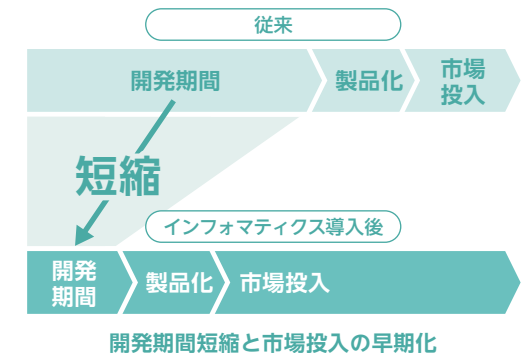 従来
開発期間
製品化
市場
投入
短縮
インフォマティクス導入後
開発
期間
製品化
市場投入
開発期間短縮と市場投入の早期化